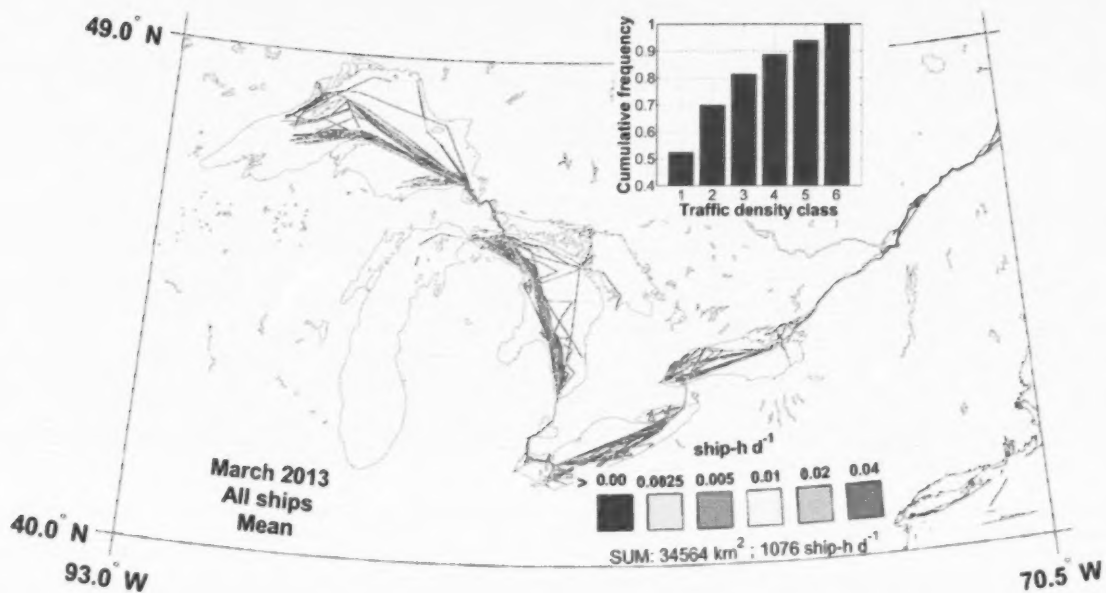 49.0° N
Cumulative frequency
1
0.9
0.8
0.7
0.6
0.5
0.4
1 2 3 4 5 6
Traffic density class
March 2013
All ships
Mean
ship-h d⁻¹
> 0.00 0.0025 0.005 0.01 0.02 0.04
SUM: 34564 km² ; 1076 ship-h d⁻¹
40.0° N
93.0° W
70.5° W